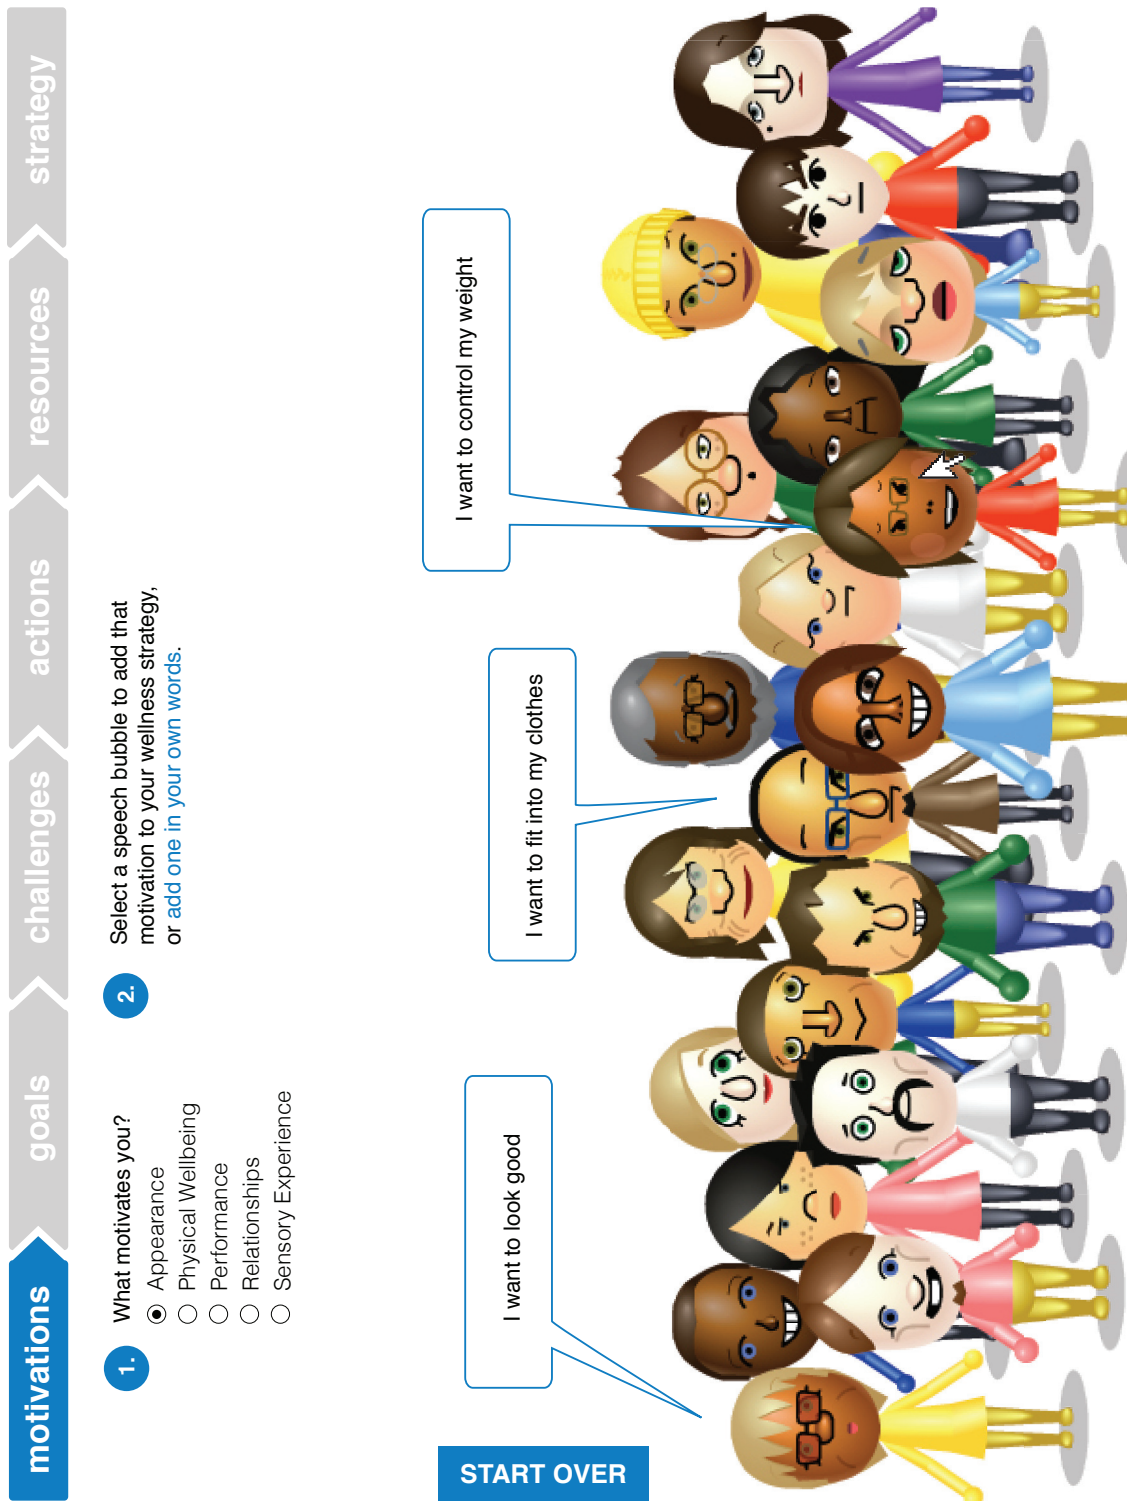 motivations
goals
challenges
actions
resources
strategy
1.
What motivates you?
Appearance
Physical Wellbeing
Performance
Relationships
Sensory Experience
2.
Select a speech bubble to add that
motivation to your wellness strategy,
or add one in your own words.
I want to look good
I want to fit into my clothes
I want to control my weight
START OVER